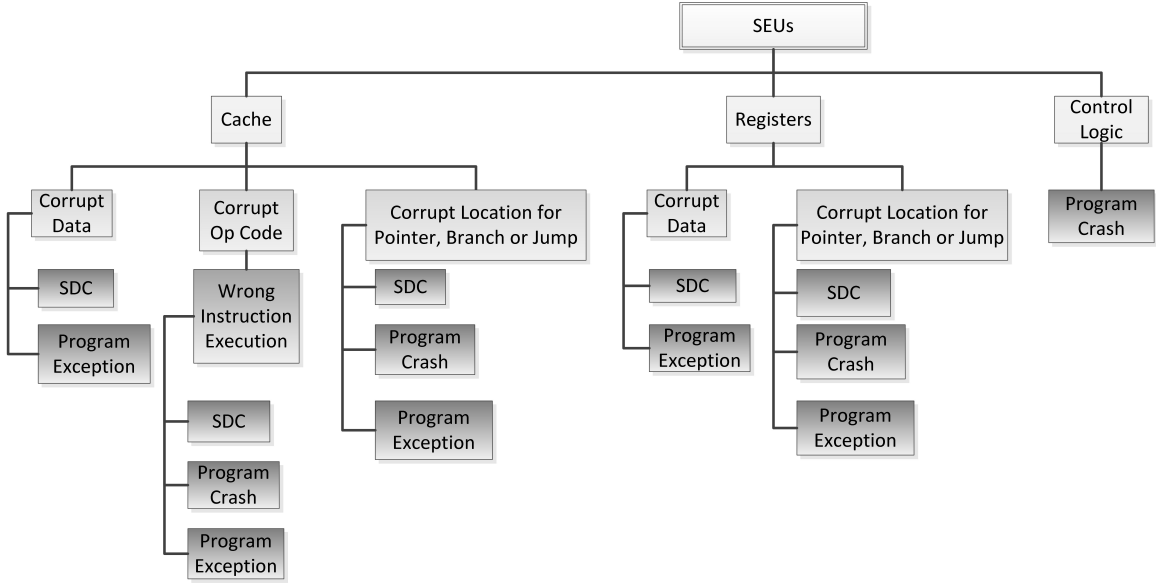 SEUs
Cache
Registers
Control
Logic
Corrupt
Data
SDC
Program
Exception
Corrupt
Op Code
Wrong
Instruction
Execution
SDC
Program
Crash
Program
Exception
Corrupt Location for
Pointer, Branch or Jump
SDC
Program
Crash
Program
Exception
Corrupt
Data
SDC
Program
Exception
Corrupt Location for
Pointer, Branch or Jump
SDC
Program
Crash
Program
Exception
Program
Crash